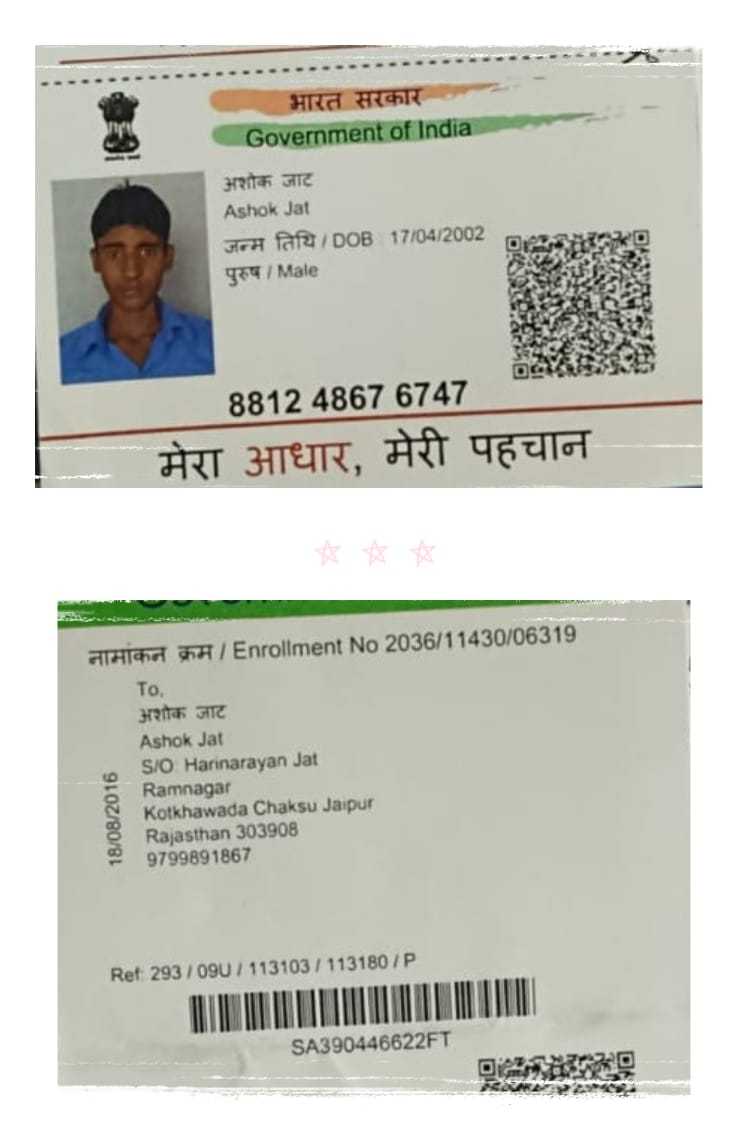 भारत सरकार
Government of India
अशोक जाट
Ashok Jat
जन्म तिथि / DOB : 17/04/2002
पुरुष / Male
8812 4867 6747
मेरा आधार, मेरी पहचान
नामांकन क्रम / Enrollment No 2036/11430/06319
To,
अशोक जाट
Ashok Jat
S/O: Harinarayan Jat
Ramnagar
Kotkhawada Chaksu Jaipur
Rajasthan 303908
9799891867
18/08/2016
Ref: 293 / 09U / 113103 / 113180 / P
SA390446622FT